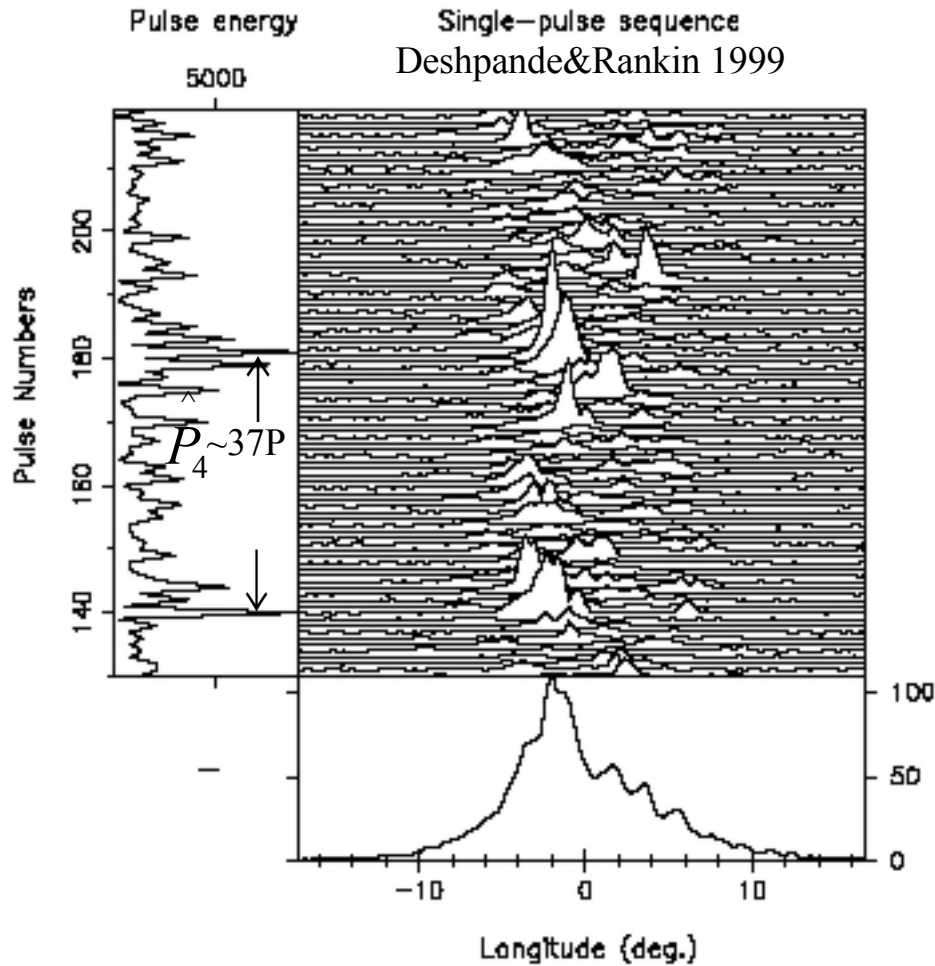 Pulse energy
Single-pulse sequence
Deshpande&Rankin 1999
5000
200
180
160
140
Pulse Numbers
^
P4~37P
100
50
0
-10 0 10
Longitude (deg.)